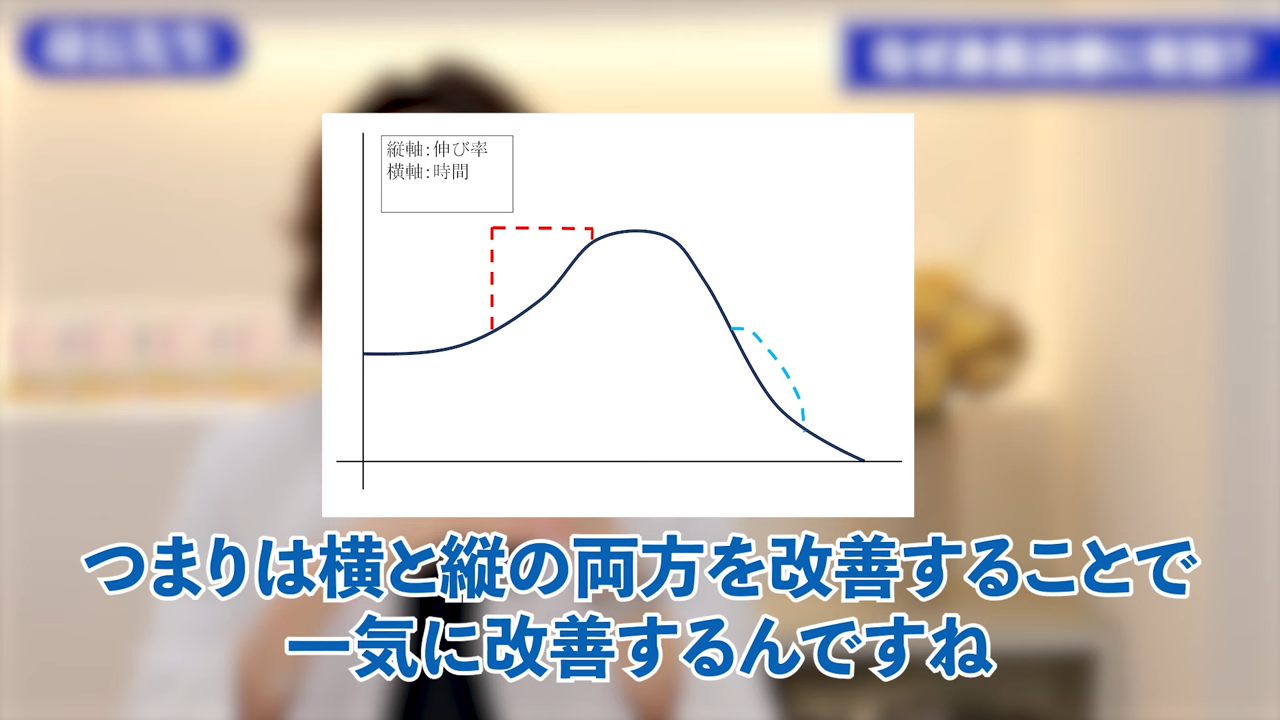 縦軸：伸び率
横軸：時間
つまりは横と縦の両方を改善することで
一気に改善するんですね